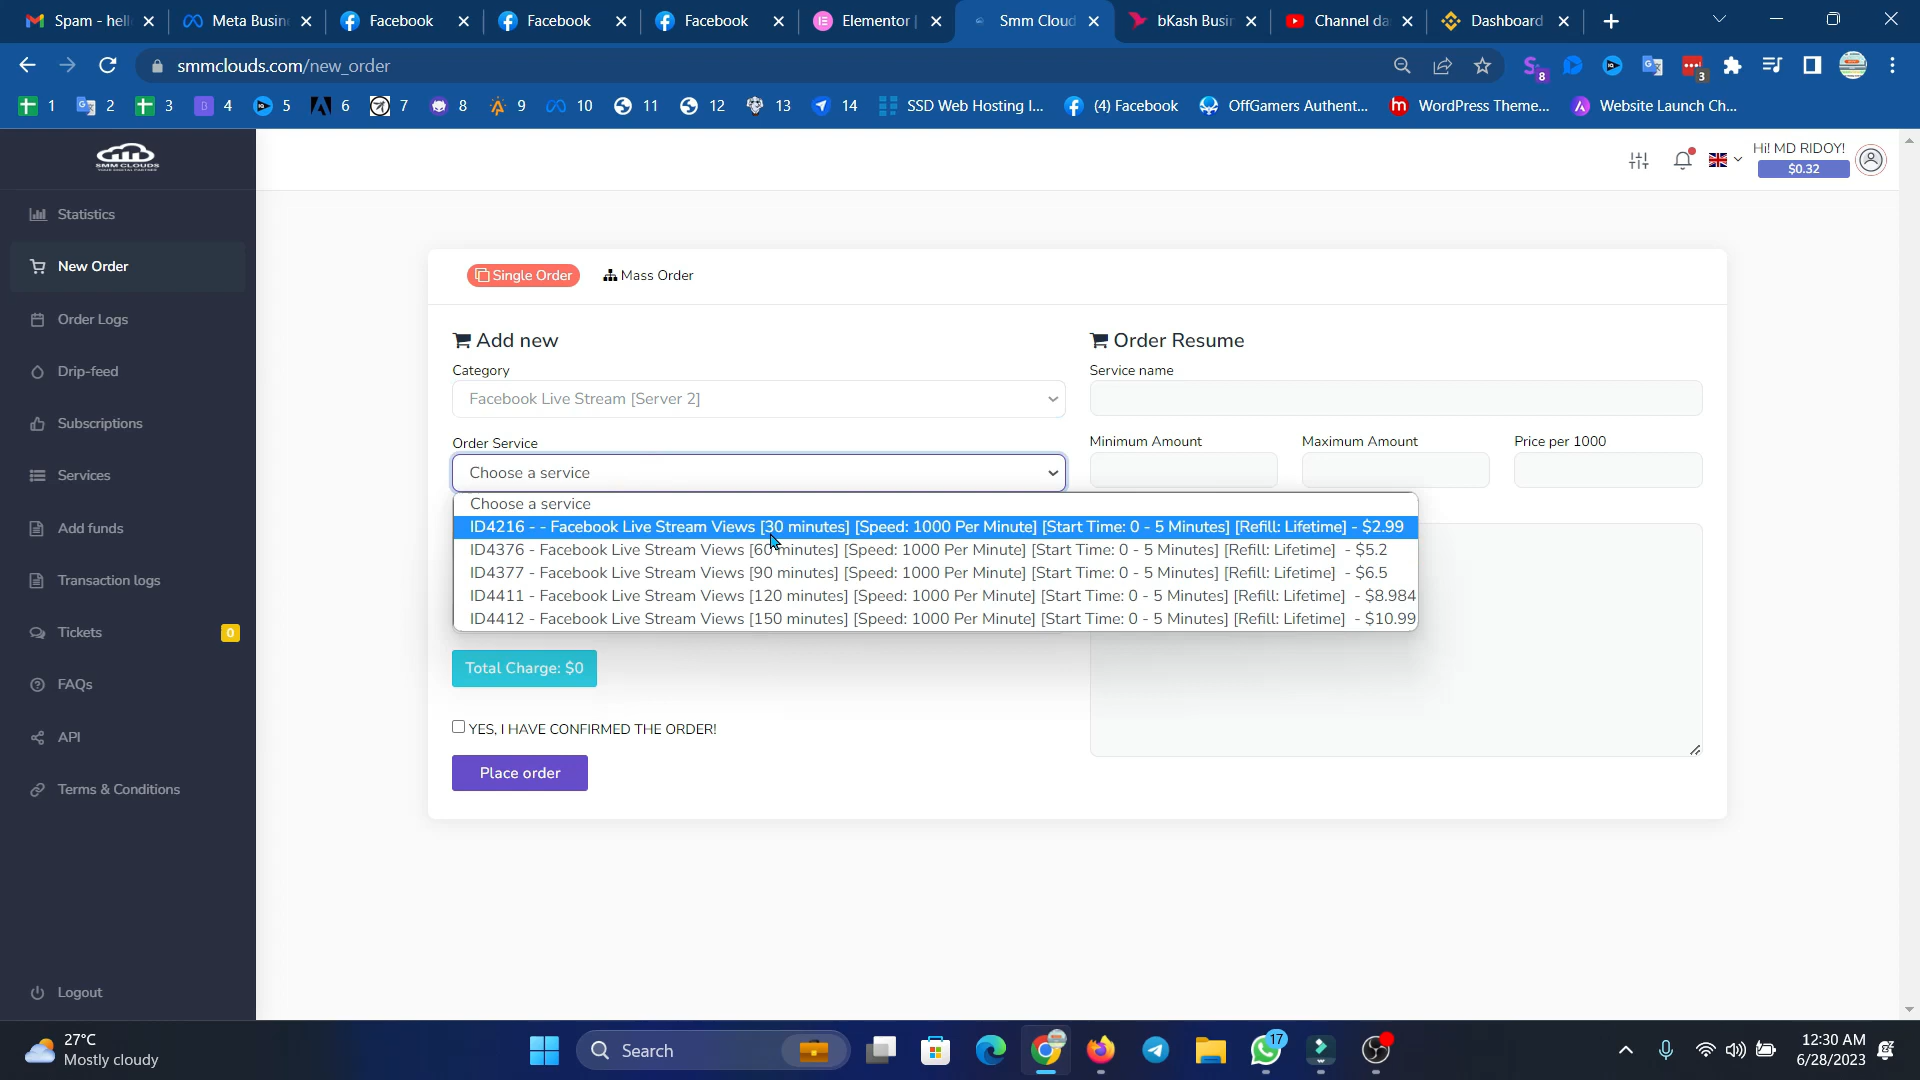 Spam - hell
Meta Busin
Facebook
Facebook
Facebook
Elementor |
Smm Cloud
bKash Busi
Channel da
Dashboard
smmclouds.com/new_order
8
3
1
2
3
4
5
6
7
8
9
10
11
12
13
14
SSD Web Hosting I...
(4) Facebook
OffGamers Authent...
WordPress Theme...
Website Launch Ch...
SMM CLOUDS
YOUR DIGITAL PARTNER
Hi! MD RIDOY!
$0.32
Statistics
New Order
Order Logs
Drip-feed
Subscriptions
Services
Add funds
Transaction logs
Tickets
0
FAQs
API
Terms & Conditions
Logout
Single Order
Mass Order
Add new
Category
Facebook Live Stream [Server 2]
Order Service
Choose a service
Choose a service
ID4216 - - Facebook Live Stream Views [30 minutes] [Speed: 1000 Per Minute] [Start Time: 0 - 5 Minutes] [Refill: Lifetime] - $2.99
ID4376 - Facebook Live Stream Views [60 minutes] [Speed: 1000 Per Minute] [Start Time: 0 - 5 Minutes] [Refill: Lifetime] - $5.2
ID4377 - Facebook Live Stream Views [90 minutes] [Speed: 1000 Per Minute] [Start Time: 0 - 5 Minutes] [Refill: Lifetime] - $6.5
ID4411 - Facebook Live Stream Views [120 minutes] [Speed: 1000 Per Minute] [Start Time: 0 - 5 Minutes] [Refill: Lifetime] - $8.984
ID4412 - Facebook Live Stream Views [150 minutes] [Speed: 1000 Per Minute] [Start Time: 0 - 5 Minutes] [Refill: Lifetime] - $10.99
Total Charge: $0
YES, I HAVE CONFIRMED THE ORDER!
Place order
Order Resume
Service name
Minimum Amount
Maximum Amount
Price per 1000
27°C
Mostly cloudy
Search
17
12:30 AM
6/28/2023